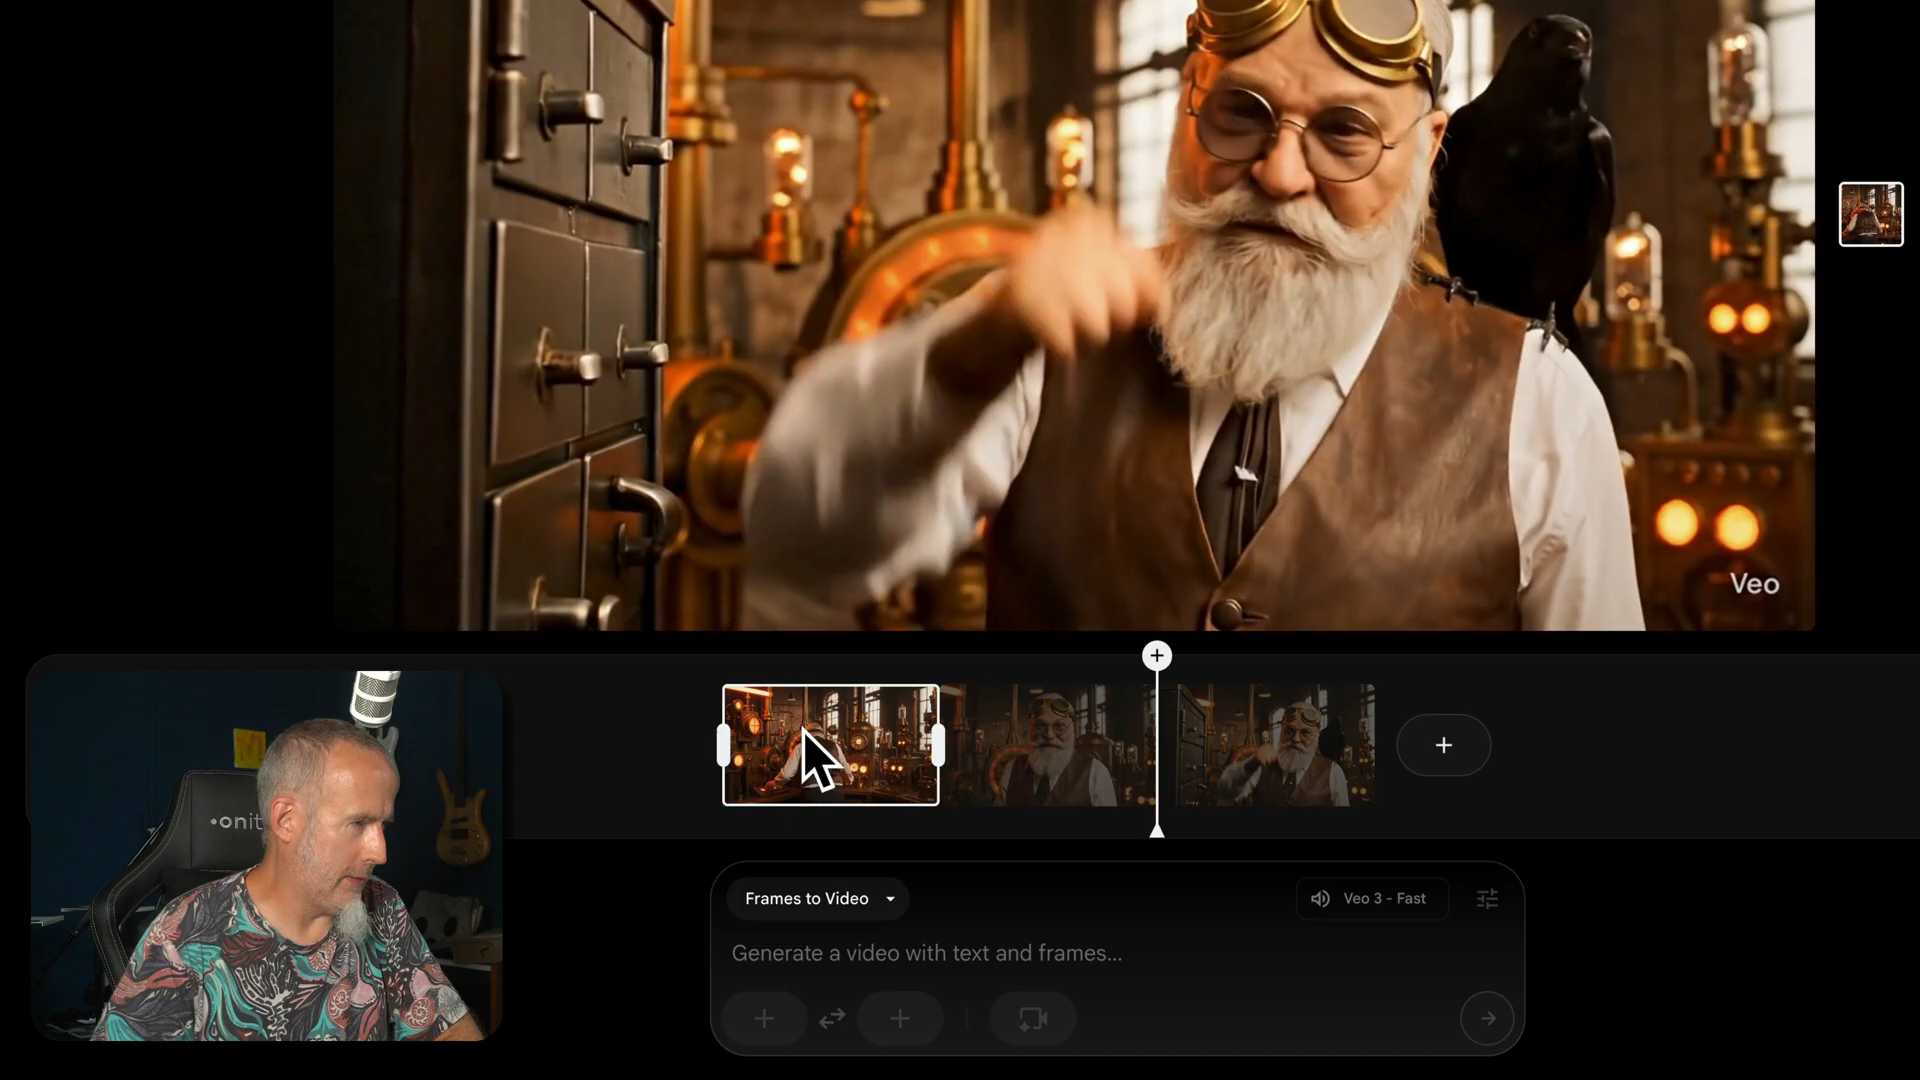 Veo
•onit
Frames to Video
Veo 3 - Fast
Generate a video with text and frames...